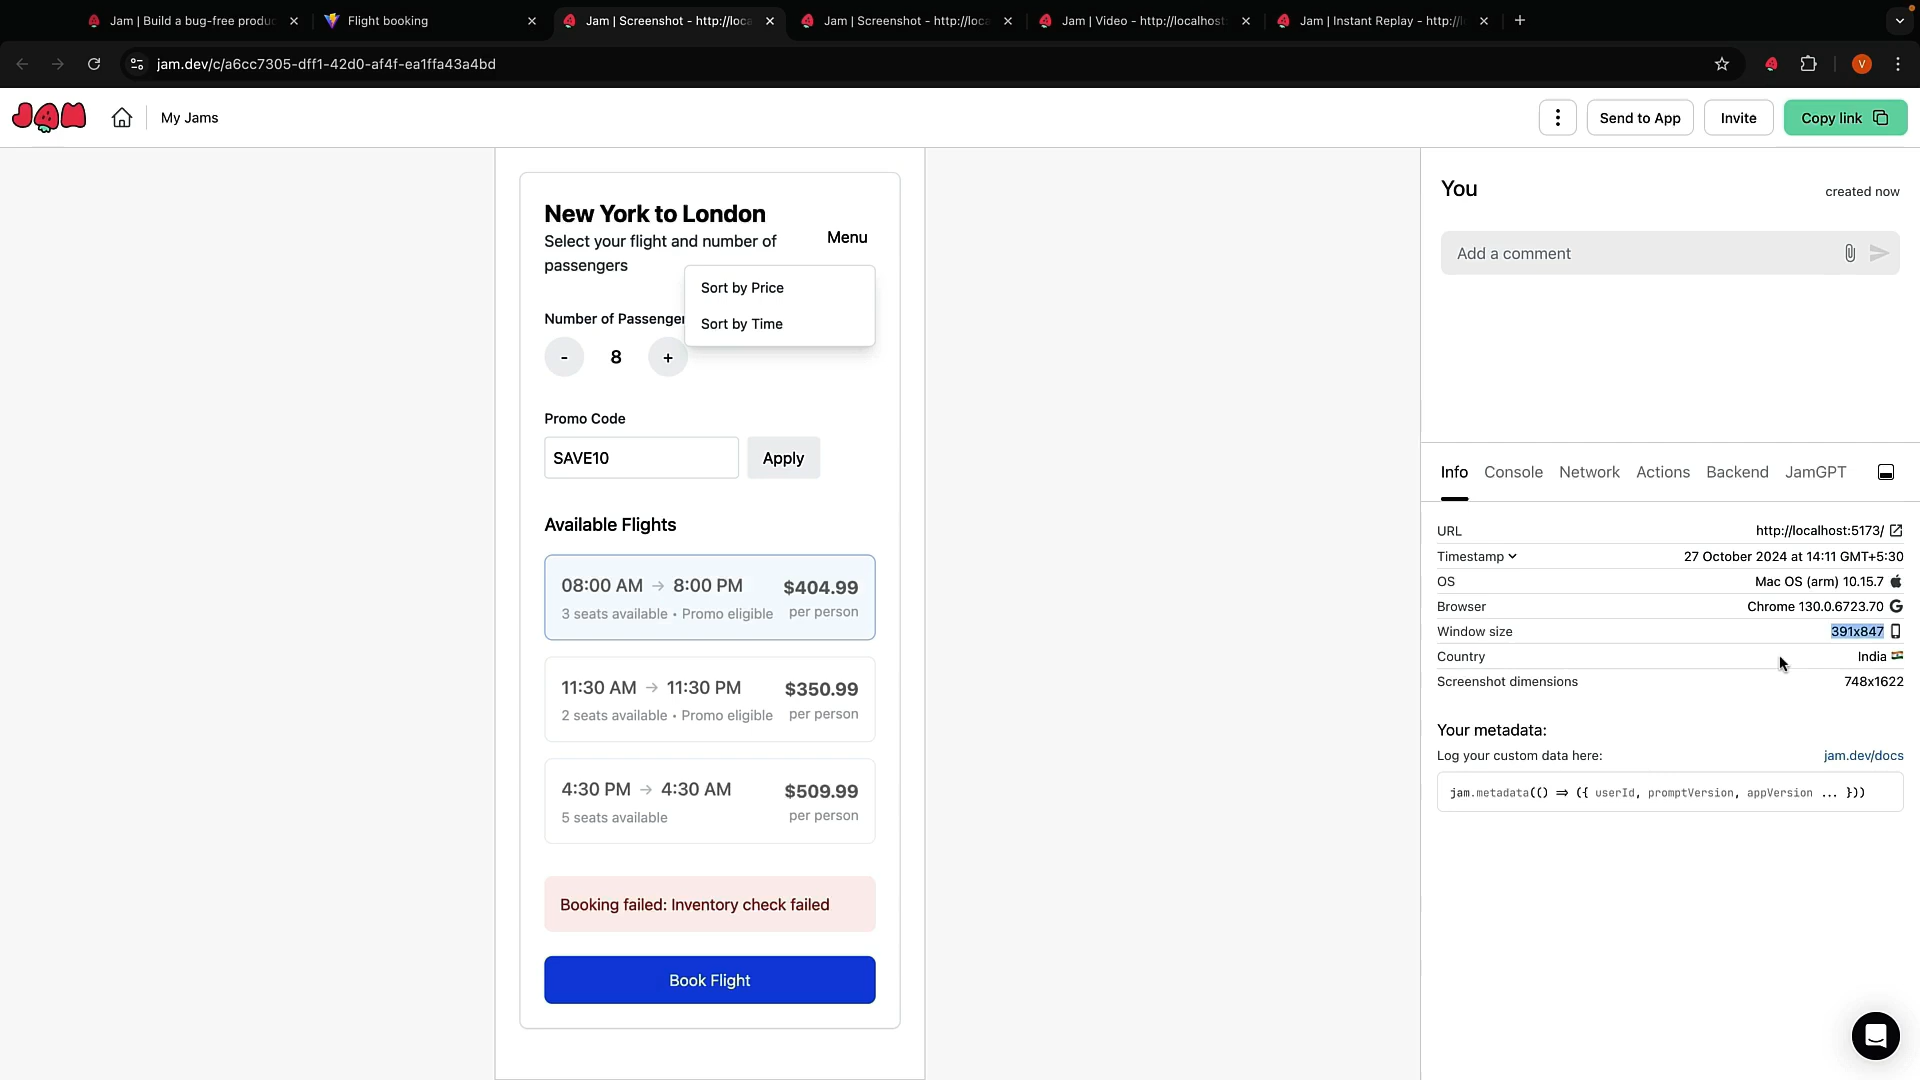 Jam | Build a bug-free produc
Flight booking
Jam | Screenshot - http://loca
Jam | Screenshot - http://loca
Jam | Video - http://localhost:
Jam | Instant Replay - http://l
jam.dev/c/a6cc7305-dff1-42d0-af4f-ea1ffa43a4bd
V
JAM
My Jams
Send to App
Invite
Copy link
New York to London
Select your flight and number of
passengers
Menu
Sort by Price
Sort by Time
Number of Passenger
-
8
+
Promo Code
SAVE10
Apply
Available Flights
08:00 AM → 8:00 PM
$404.99
3 seats available • Promo eligible
per person
11:30 AM → 11:30 PM
$350.99
2 seats available • Promo eligible
per person
4:30 PM → 4:30 AM
$509.99
5 seats available
per person
Booking failed: Inventory check failed
Book Flight
You
created now
Add a comment
Info Console Network Actions Backend JamGPT
URL http://localhost:5173/
Timestamp 27 October 2024 at 14:11 GMT+5:30
OS Mac OS (arm) 10.15.7
Browser Chrome 130.0.6723.70
Window size 391x847
Country India
Screenshot dimensions 748x1622
Your metadata:
Log your custom data here: jam.dev/docs
jam.metadata(() => ({ userId, promptVersion, appVersion ... }))